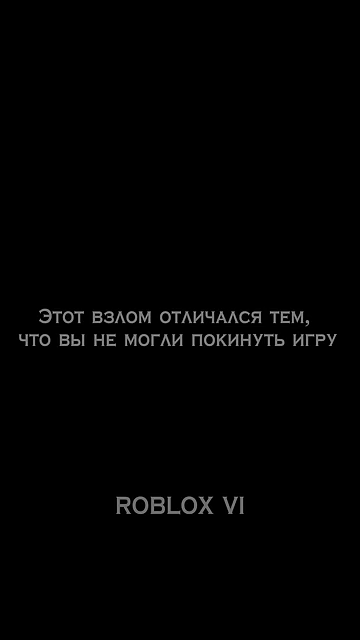 Этот взлом отличался тем,
что вы не могли покинуть игру
ROBLOX VI